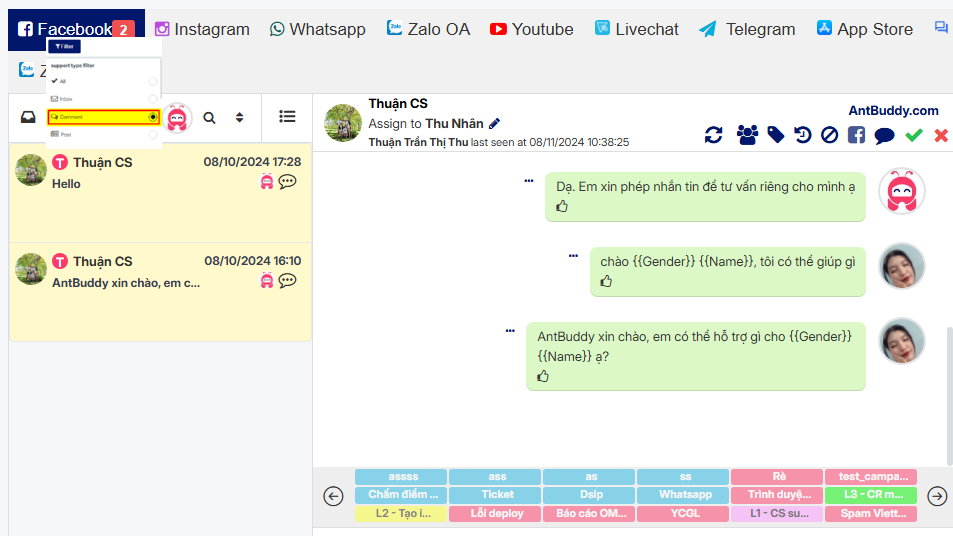 Facebook 2
Instagram
Whatsapp
Zalo OA
Youtube
Livechat
Telegram
App Store
Zalo
Filter
support type filter
All
Inbox
Comment
Post
Thuận CS
08/10/2024 17:28
Hello
Thuận CS
08/10/2024 16:10
AntBuddy xin chào, em c...
Thuận CS
Assign to Thu Nhân
Thuận Trần Thị Thu last seen at 08/11/2024 10:38:25
AntBuddy.com
Dạ. Em xin phép nhắn tin để tư vấn riêng cho mình ạ
chào {{Gender}} {{Name}}, tôi có thể giúp gì
AntBuddy xin chào, em có thể hỗ trợ gì cho {{Gender}}
{{Name}} ạ?
assss
ass
as
ss
Rè
test_campa...
Chấm điểm ...
Ticket
Dsip
Whatsapp
Trình duyệ...
L3 - CR m...
L2 - Tạo i...
Lỗi deploy
Báo cáo OM...
YCGL
L1 - CS su...
Spam Viett...